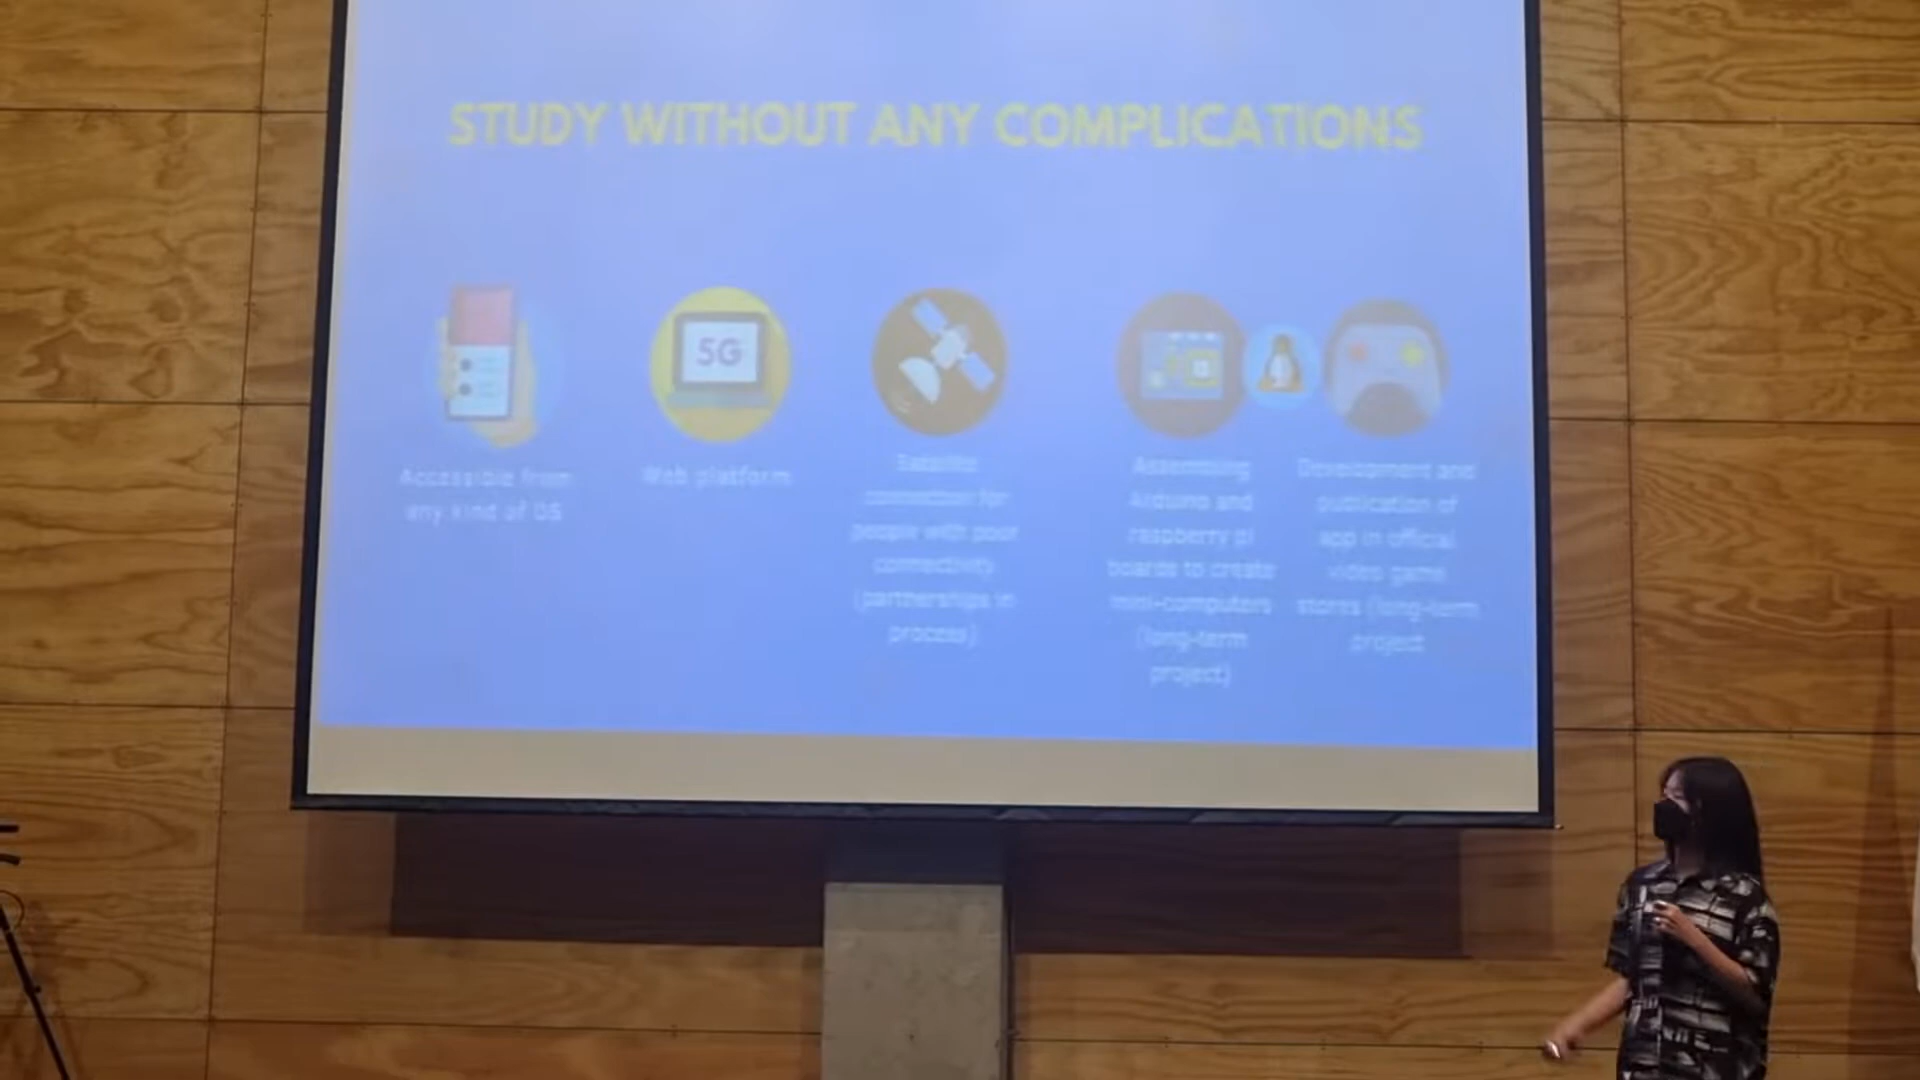 STUDY WITHOUT ANY COMPLICATIONS
5G
Accessible from
any kind of OS
Web platform
Satellite
connection for
people with poor
connectivity
(partnerships in
process)
Assembling
Arduino and
raspberry pi
boards to create
mini-computers
(long-term
project)
Development and
publication of
app in official
video game
stores (long-term
project